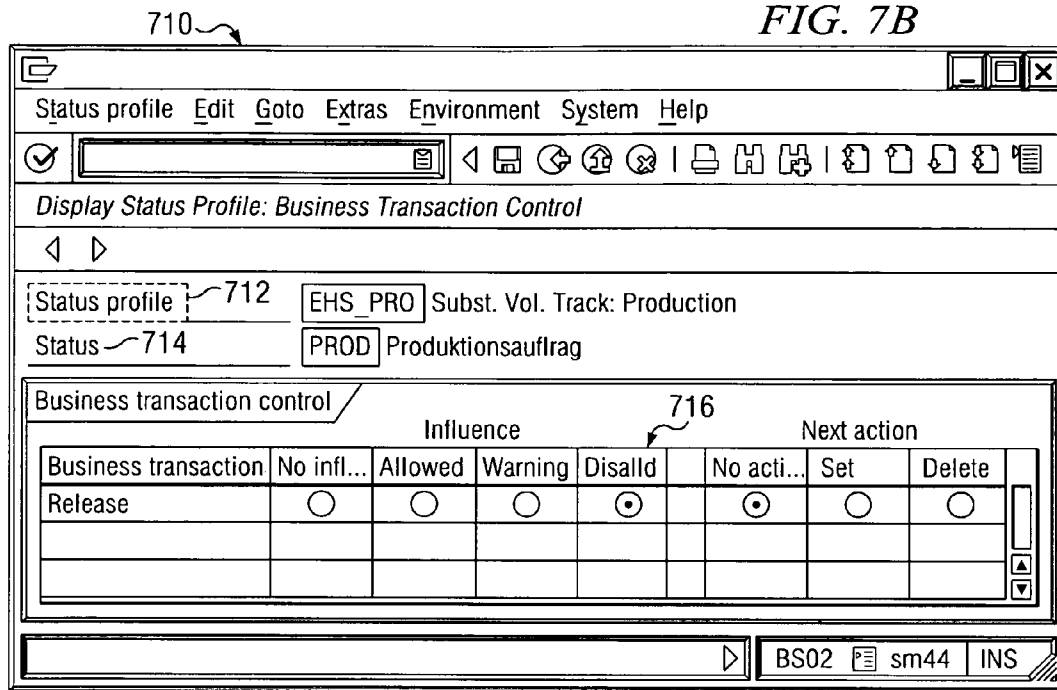 710
FIG. 7B
Status profile Edit Goto Extras Environment System Help
Display Status Profile: Business Transaction Control
Status profile 712 EHS_PRO Subst. Vol. Track: Production
Status 714 PROD Produktionsauflrag
Business transaction control
716
Influence Next action
Business transaction No infl... Allowed Warning Disalld No acti... Set Delete
Release
BS02 sm44 INS